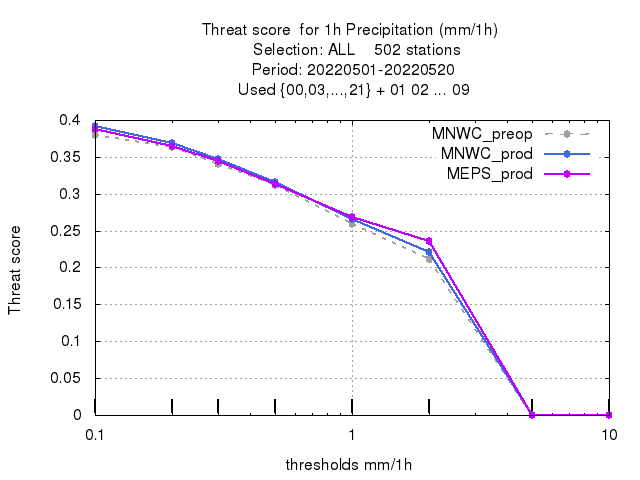 Threat score  for 1h Precipitation (mm/1h)
Selection: ALL    502 stations
Period: 20220501-20220520
Used {00,03,...,21} + 01 02 ... 09
MNWC_preop
MNWC_prod
MEPS_prod
Threat score
0.4
0.35
0.3
0.25
0.2
0.15
0.1
0.05
0
0.1
1
10
thresholds mm/1h